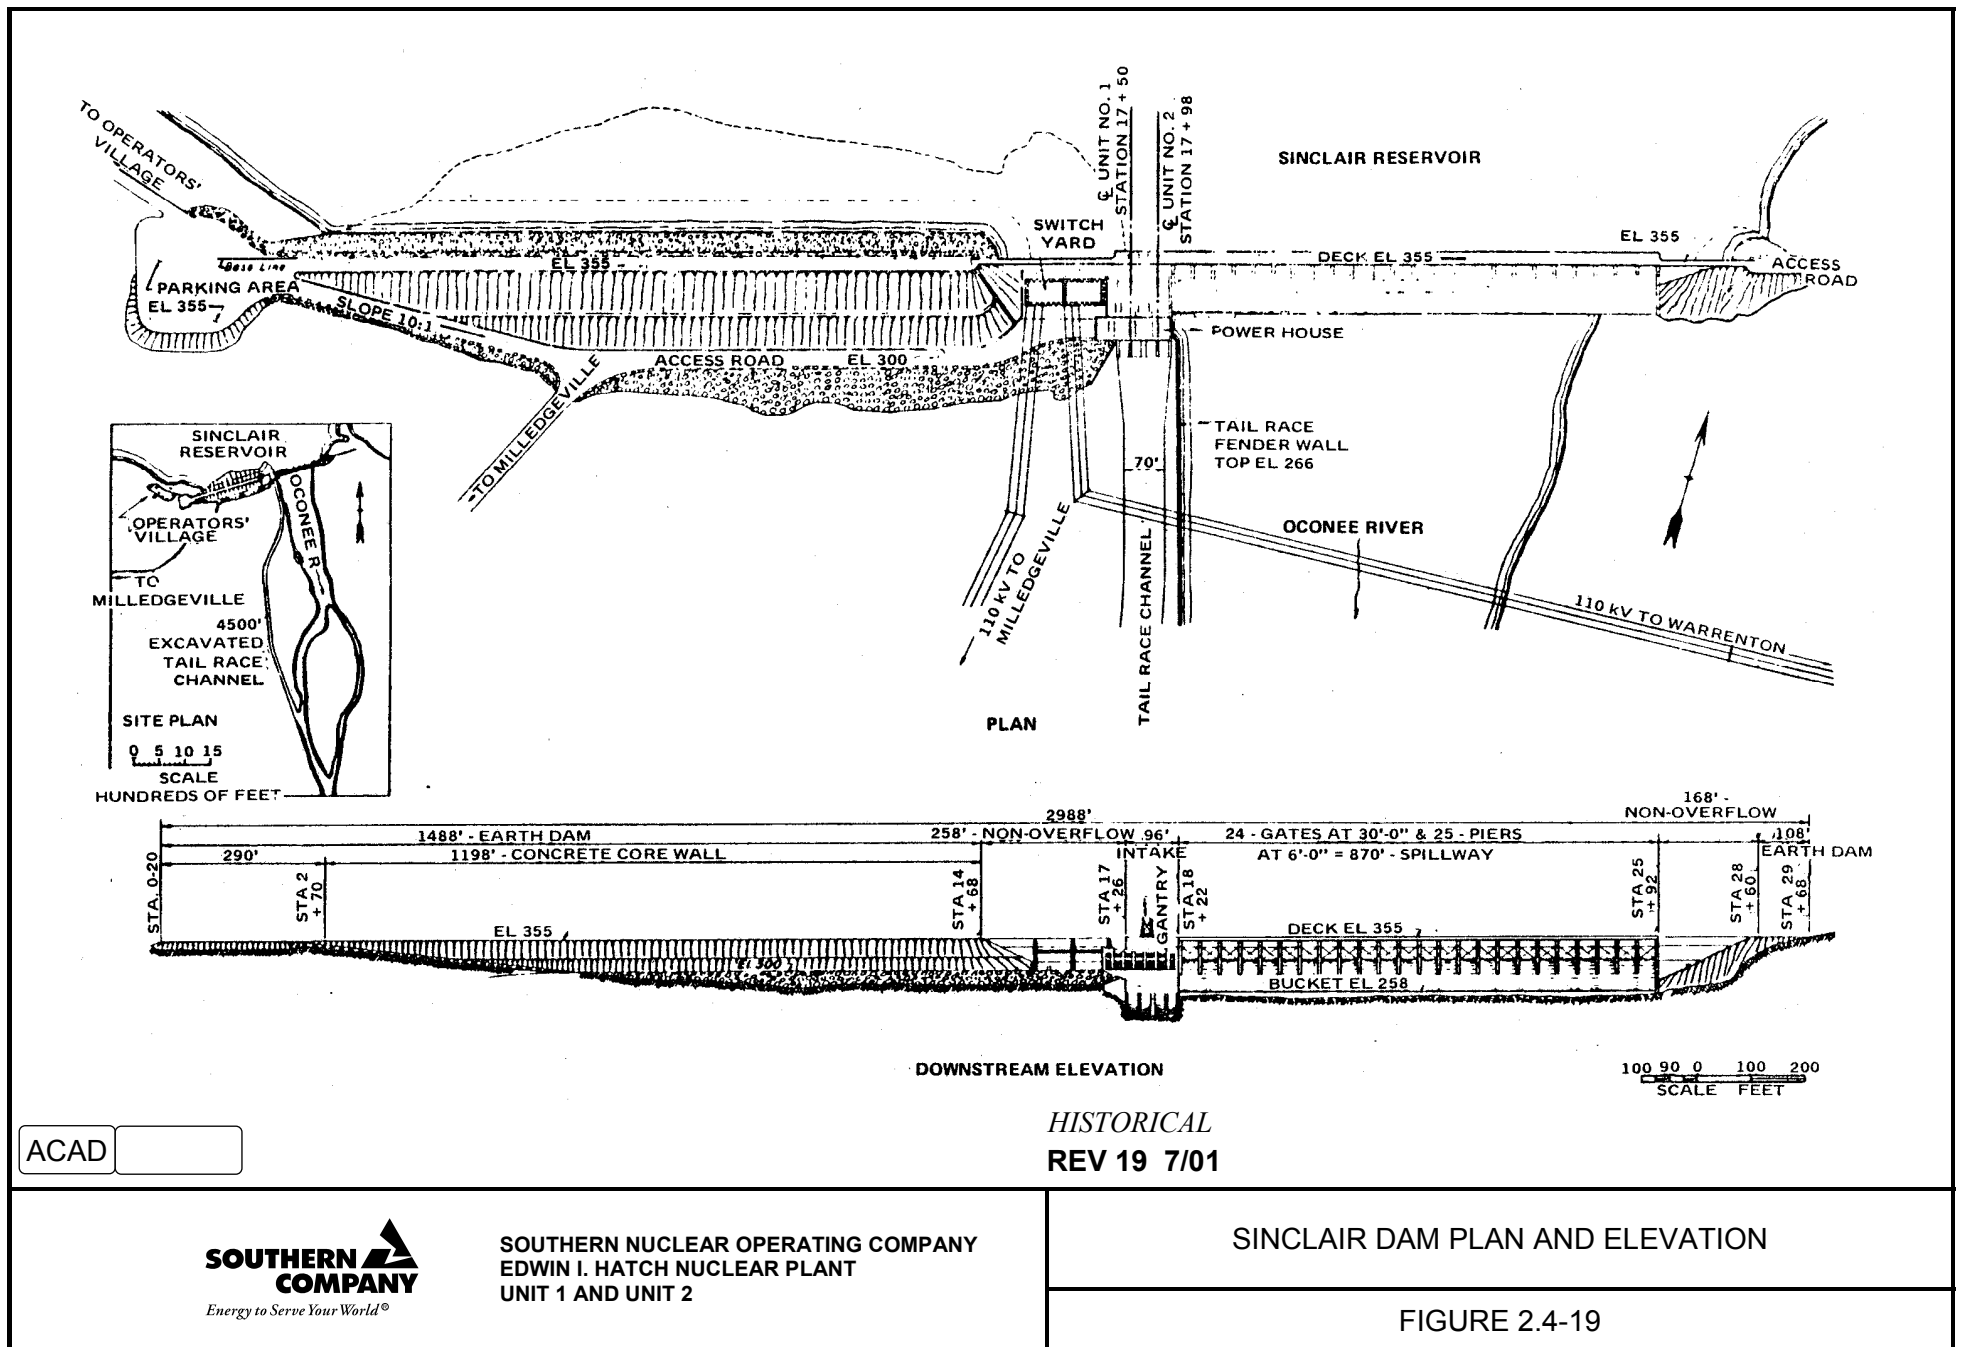 TO OPERATORS'
VILLAGE
℄ UNIT NO. 1
STATION 17 + 50
℄ UNIT NO. 2
STATION 17 + 98
SINCLAIR RESERVOIR
SWITCH
YARD
EL 355
DECK EL 355
ACCESS
ROAD
BASE LINE
EL 355
PARKING AREA
EL 355
SLOPE 10:1
ACCESS ROAD
EL 300
POWER HOUSE
TO MILLEDGEVILLE
TAIL RACE
FENDER WALL
TOP EL 266
70'
OCONEE RIVER
110 kV TO
MILLEDGEVILLE
TAIL RACE CHANNEL
110 kV TO WARRENTON
PLAN
SINCLAIR
RESERVOIR
OCONEE R
OPERATORS'
VILLAGE
TO
MILLEDGEVILLE
4500'
EXCAVATED
TAIL RACE
CHANNEL
SITE PLAN
0 5 10 15
SCALE
HUNDREDS OF FEET
2988'
168' -
NON-OVERFLOW
1488' - EARTH DAM
258' - NON-OVERFLOW
96'
INTAKE
24 - GATES AT 30'-0" & 25 - PIERS
AT 6'-0" = 870' - SPILLWAY
108'
EARTH DAM
290'
1198' - CONCRETE CORE WALL
STA. 0-20
STA 2
+ 70
STA 14
+ 68
STA 17
+ 26
GANTRY
STA 18
+ 22
STA 25
+ 92
STA 28
+ 60
STA 29
+ 68
EL 355
El 300
DECK EL 355
BUCKET EL 258
DOWNSTREAM ELEVATION
100 90 0 100 200
SCALE FEET
HISTORICAL
REV 19 7/01
ACAD
SOUTHERN
COMPANY
Energy to Serve Your World®
SOUTHERN NUCLEAR OPERATING COMPANY
EDWIN I. HATCH NUCLEAR PLANT
UNIT 1 AND UNIT 2
SINCLAIR DAM PLAN AND ELEVATION
FIGURE 2.4-19